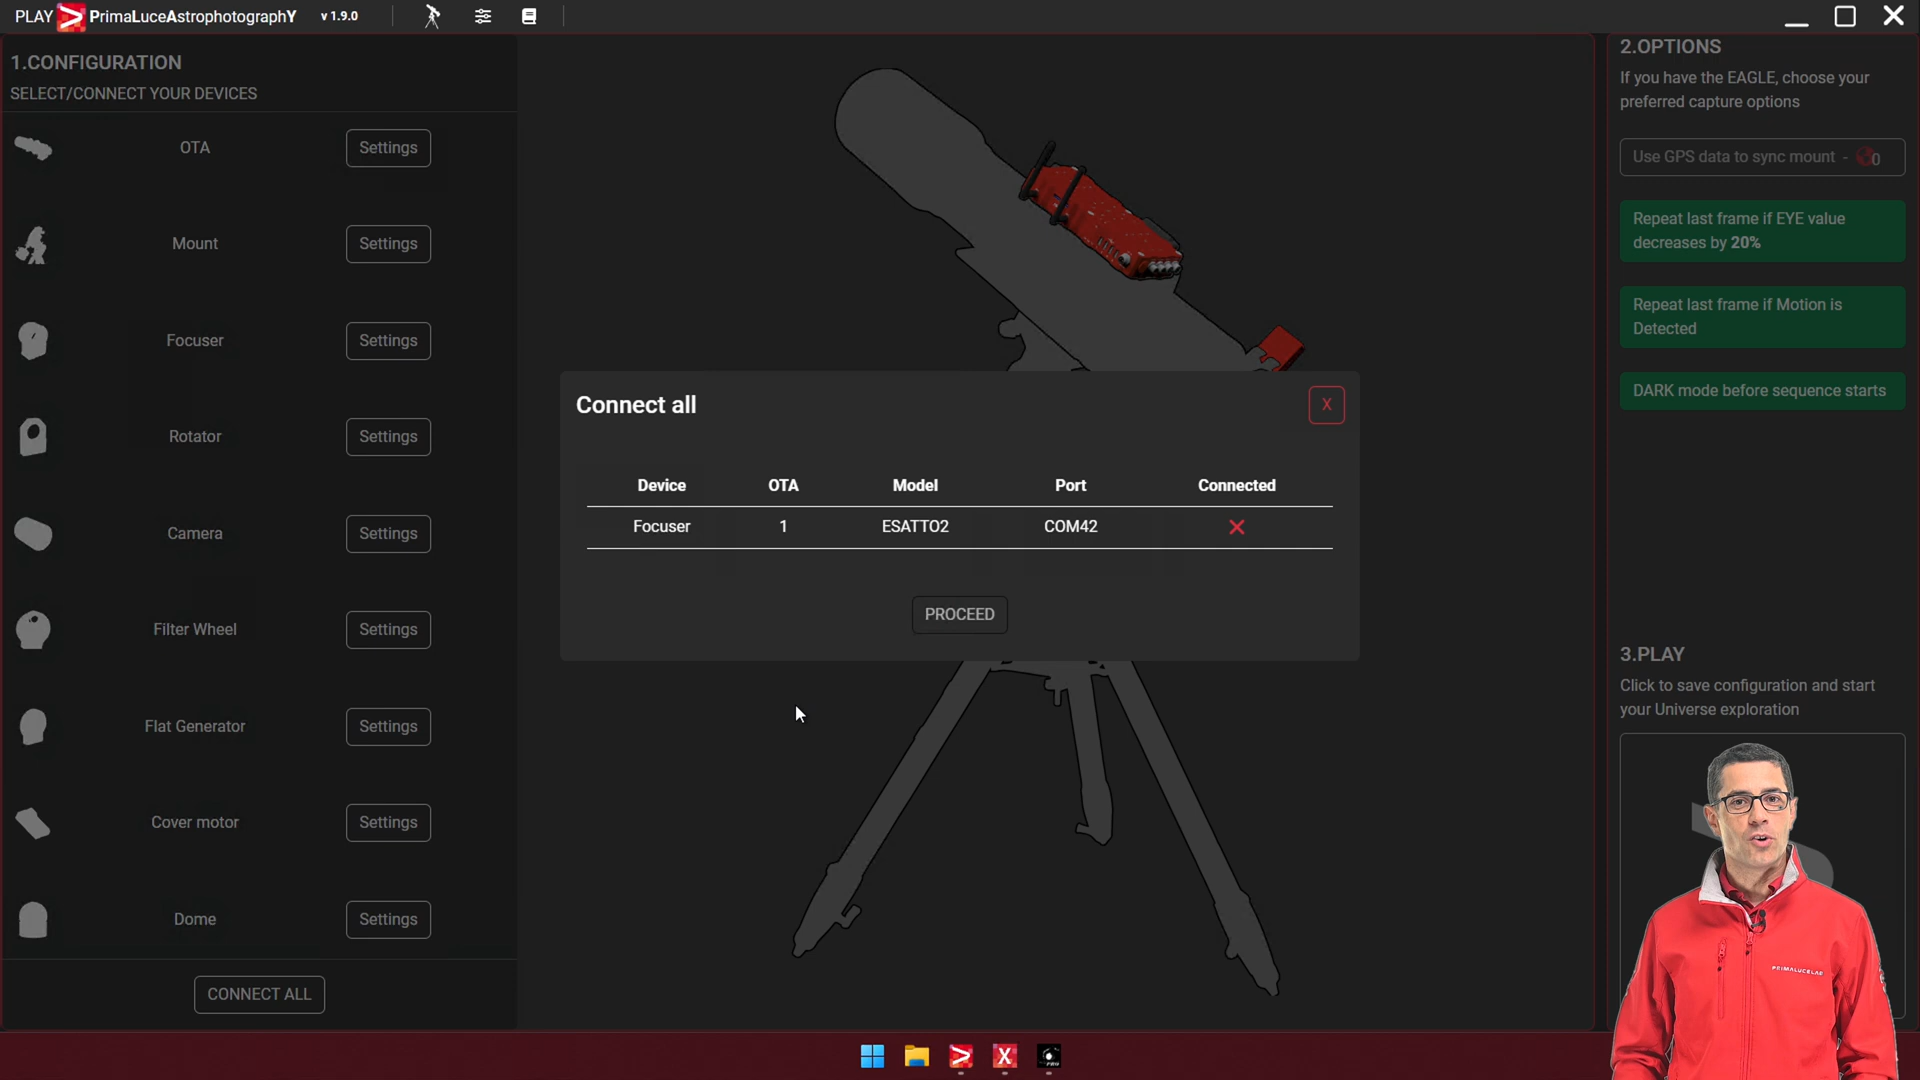 PLAY PrimaLuceAstrophotographY v 1.9.0
1.CONFIGURATION
SELECT/CONNECT YOUR DEVICES
OTA Settings
Mount Settings
Focuser Settings
Rotator Settings
Camera Settings
Filter Wheel Settings
Flat Generator Settings
Cover motor Settings
Dome Settings
CONNECT ALL
Connect all X
Device OTA Model Port Connected
Focuser 1 ESATTO2 COM42
PROCEED
2.OPTIONS
If you have the EAGLE, choose your
preferred capture options
Use GPS data to sync mount - 0
Repeat last frame if EYE value
decreases by 20%
Repeat last frame if Motion is
Detected
DARK mode before sequence starts
3.PLAY
Click to save configuration and start
your Universe exploration
PRIMALUCELAB